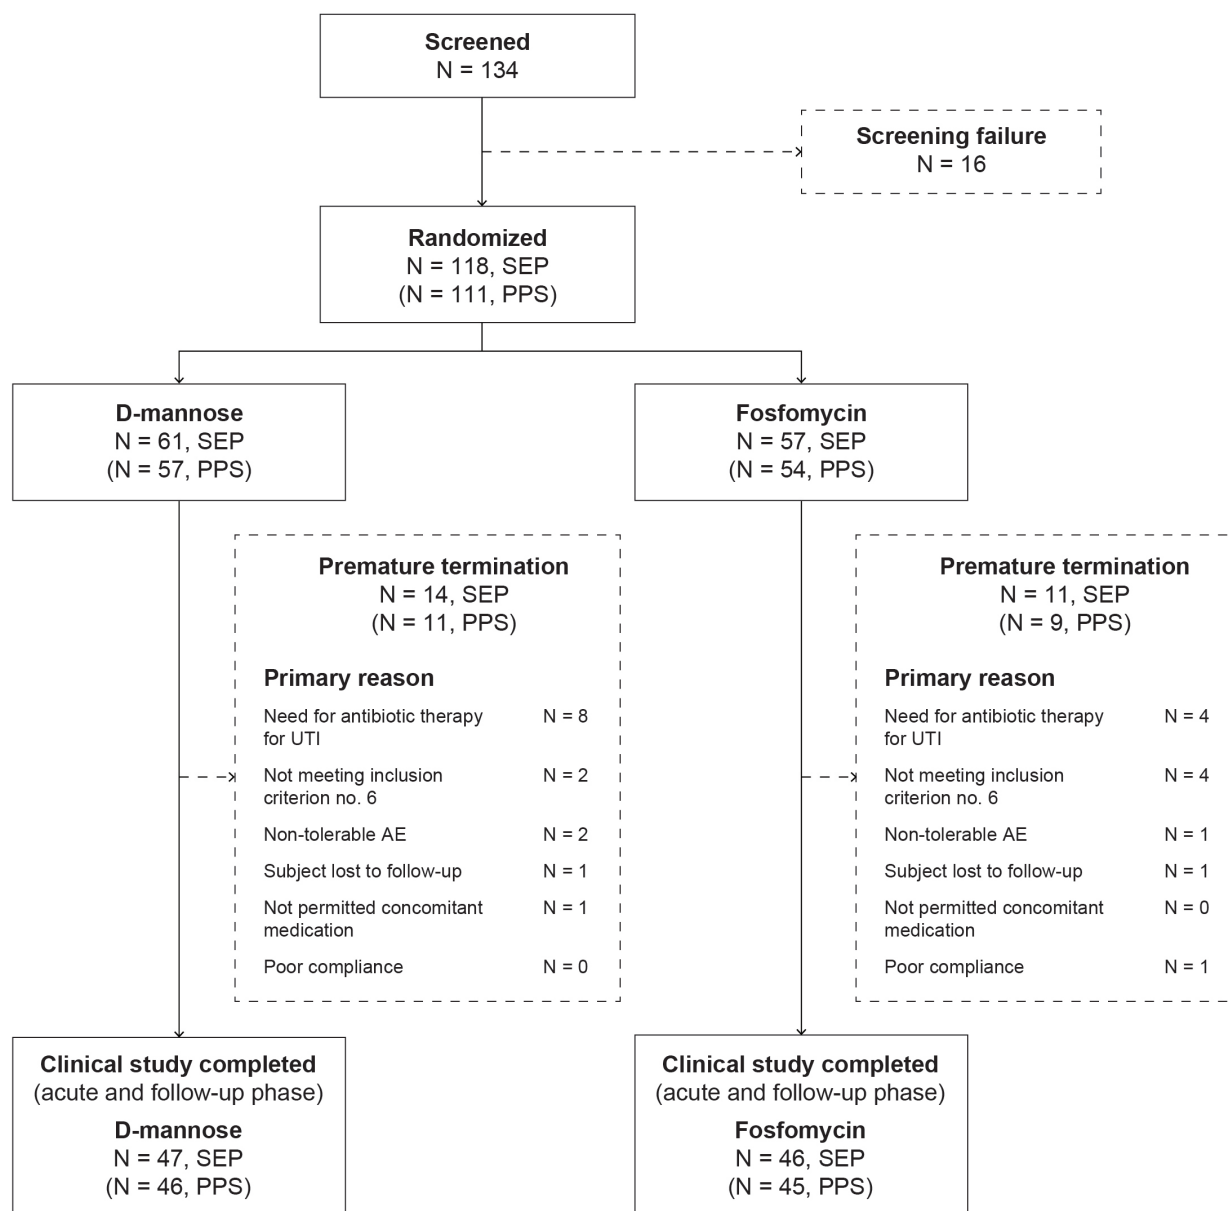 Screened
N = 134
Screening failure
N = 16
Randomized
N = 118, SEP
(N = 111, PPS)
D-mannose
N = 61, SEP
(N = 57, PPS)
Fosfomycin
N = 57, SEP
(N = 54, PPS)
Premature termination
N = 14, SEP
(N = 11, PPS)
Primary reason
Need for antibiotic therapy N = 8
for UTI
Not meeting inclusion N = 2
criterion no. 6
Non-tolerable AE N = 2
Subject lost to follow-up N = 1
Not permitted concomitant N = 1
medication
Poor compliance N = 0
Premature termination
N = 11, SEP
(N = 9, PPS)
Primary reason
Need for antibiotic therapy N = 4
for UTI
Not meeting inclusion N = 4
criterion no. 6
Non-tolerable AE N = 1
Subject lost to follow-up N = 1
Not permitted concomitant N = 0
medication
Poor compliance N = 1
Clinical study completed
(acute and follow-up phase)
D-mannose
N = 47, SEP
(N = 46, PPS)
Clinical study completed
(acute and follow-up phase)
Fosfomycin
N = 46, SEP
(N = 45, PPS)